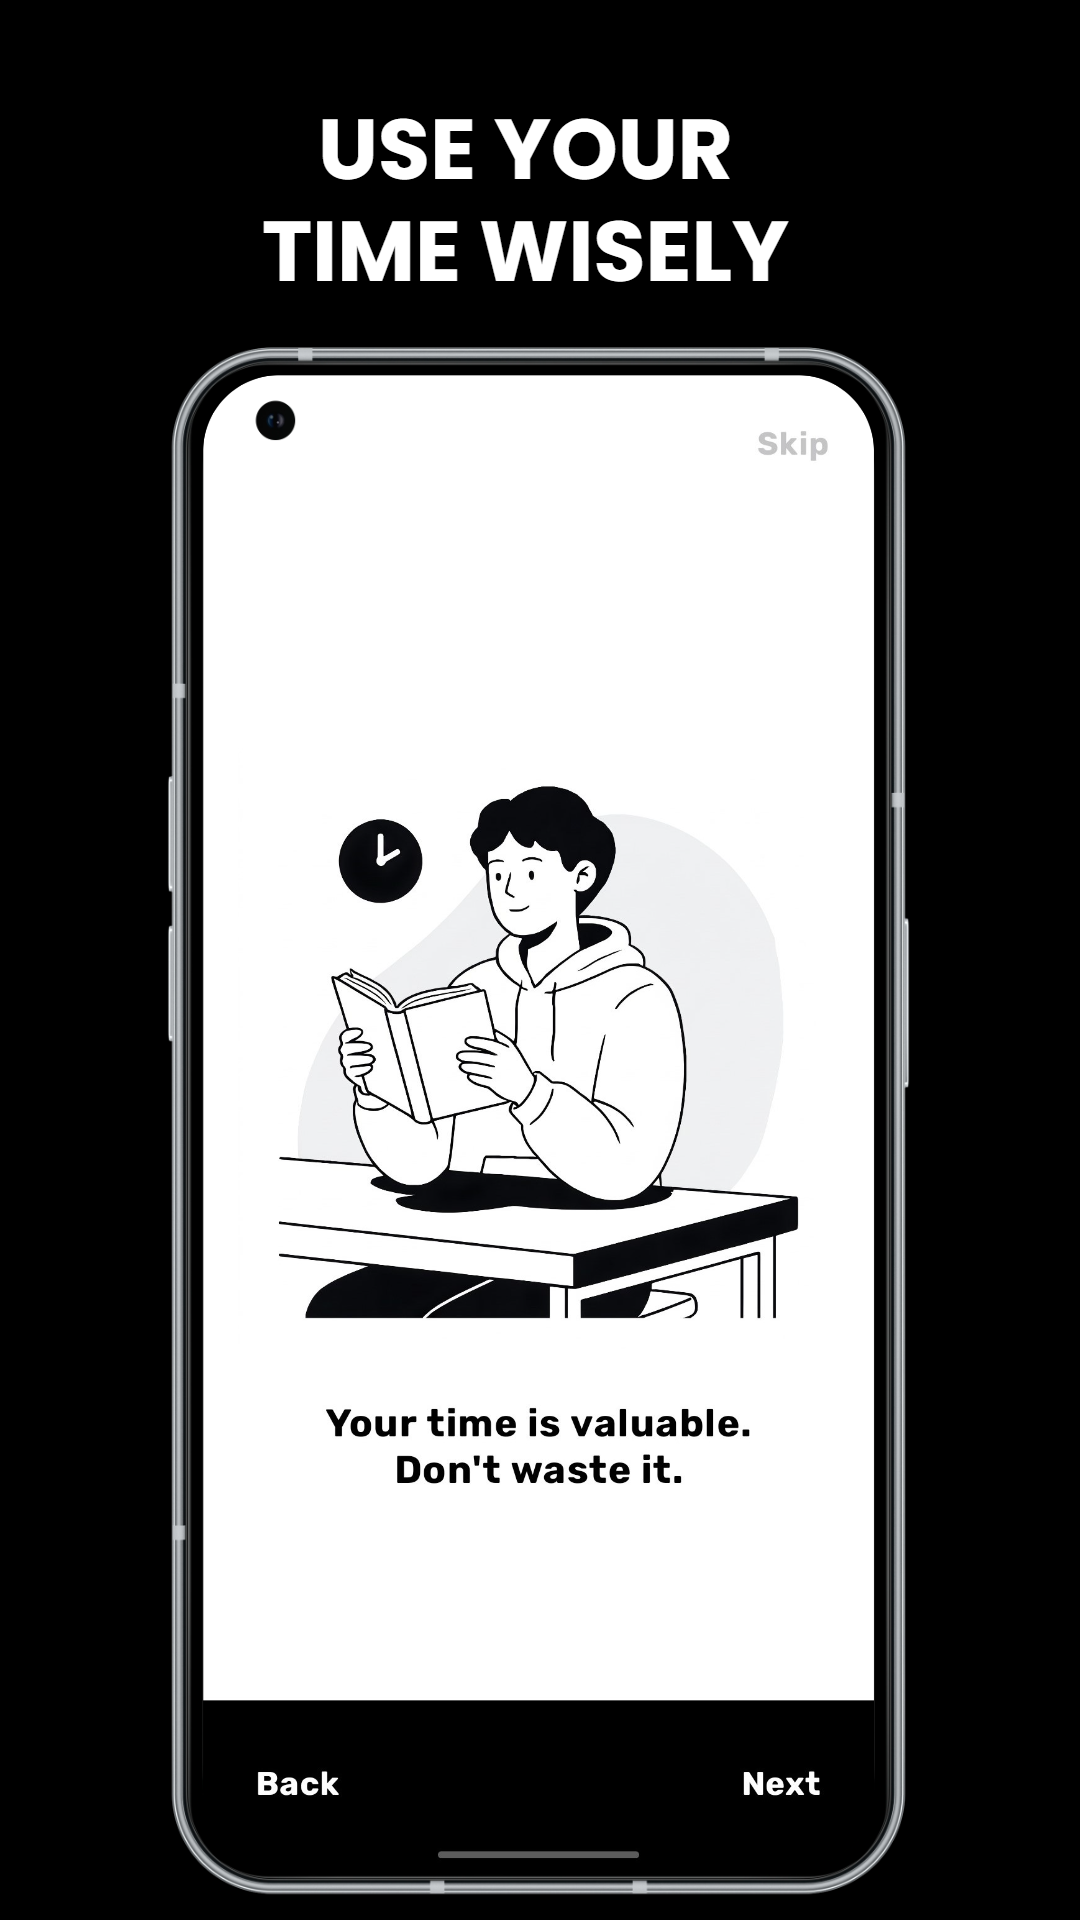 USE YOUR
TIME WISELY
Skip
Your time is valuable.
Don't waste it.
Back
Next